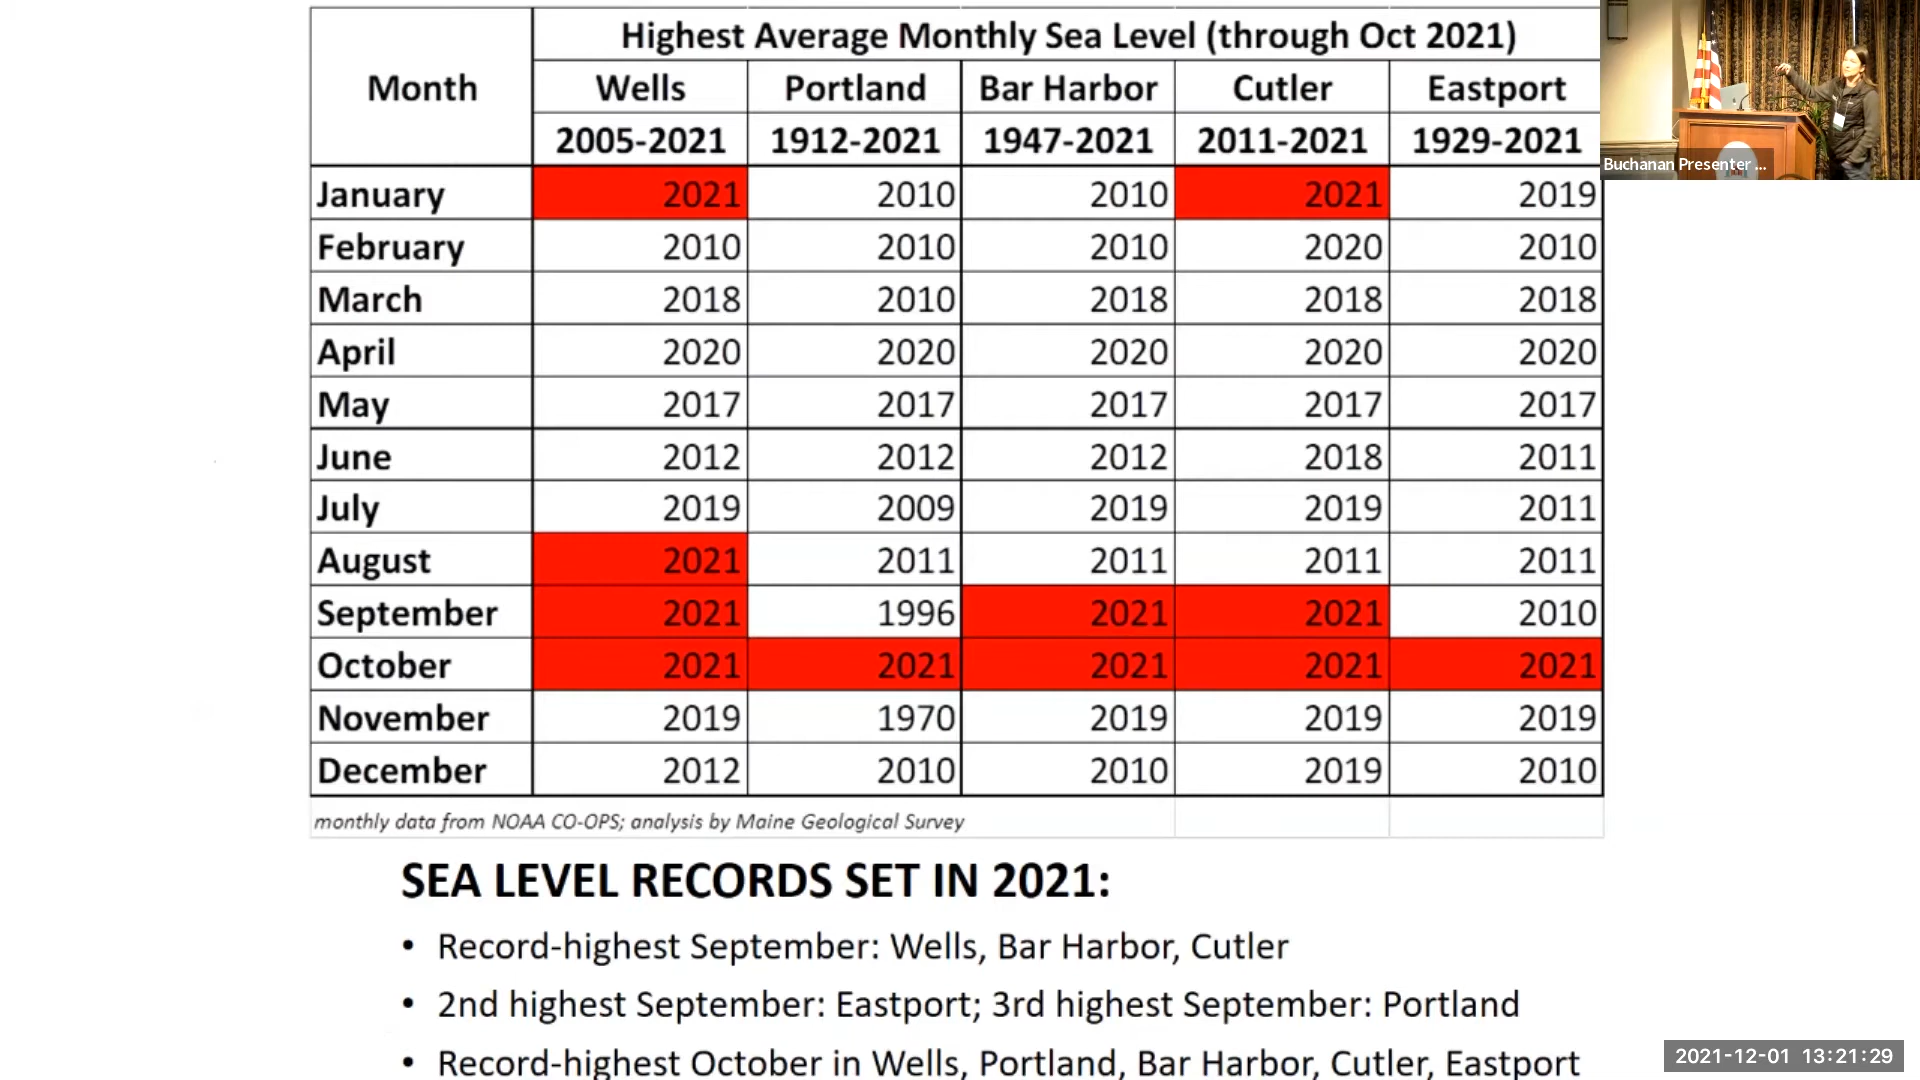 Highest Average Monthly Sea Level (through Oct 2021)
Month Wells Portland Bar Harbor Cutler Eastport
2005-2021 1912-2021 1947-2021 2011-2021 1929-2021
January 2021 2010 2010 2021 2019
February 2010 2010 2010 2020 2010
March 2018 2010 2018 2018 2018
April 2020 2020 2020 2020 2020
May 2017 2017 2017 2017 2017
June 2012 2012 2012 2018 2011
July 2019 2009 2019 2019 2011
August 2021 2011 2011 2011 2011
September 2021 1996 2021 2021 2010
October 2021 2021 2021 2021 2021
November 2019 1970 2019 2019 2019
December 2012 2010 2010 2019 2010
monthly data from NOAA CO-OPS; analysis by Maine Geological Survey
SEA LEVEL RECORDS SET IN 2021:
• Record-highest September: Wells, Bar Harbor, Cutler
• 2nd highest September: Eastport; 3rd highest September: Portland
• Record-highest October in Wells, Portland, Bar Harbor, Cutler, Eastport
Buchanan Presenter ...
2021-12-01 13:21:29